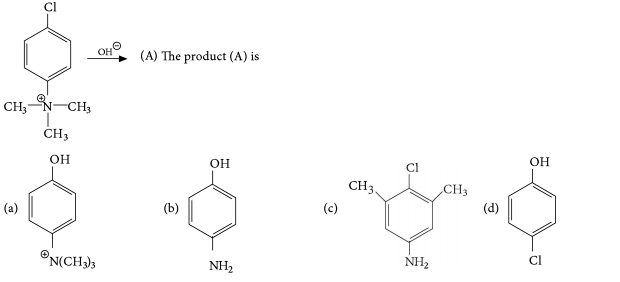 Cl
OH⊖
(A) The product (A) is
⊕
CH₃—N—CH₃
CH₃
(a) OH
⊕N(CH₃)₃
(b) OH
NH₂
(c) Cl
CH₃ CH₃
NH₂
(d) OH
Cl